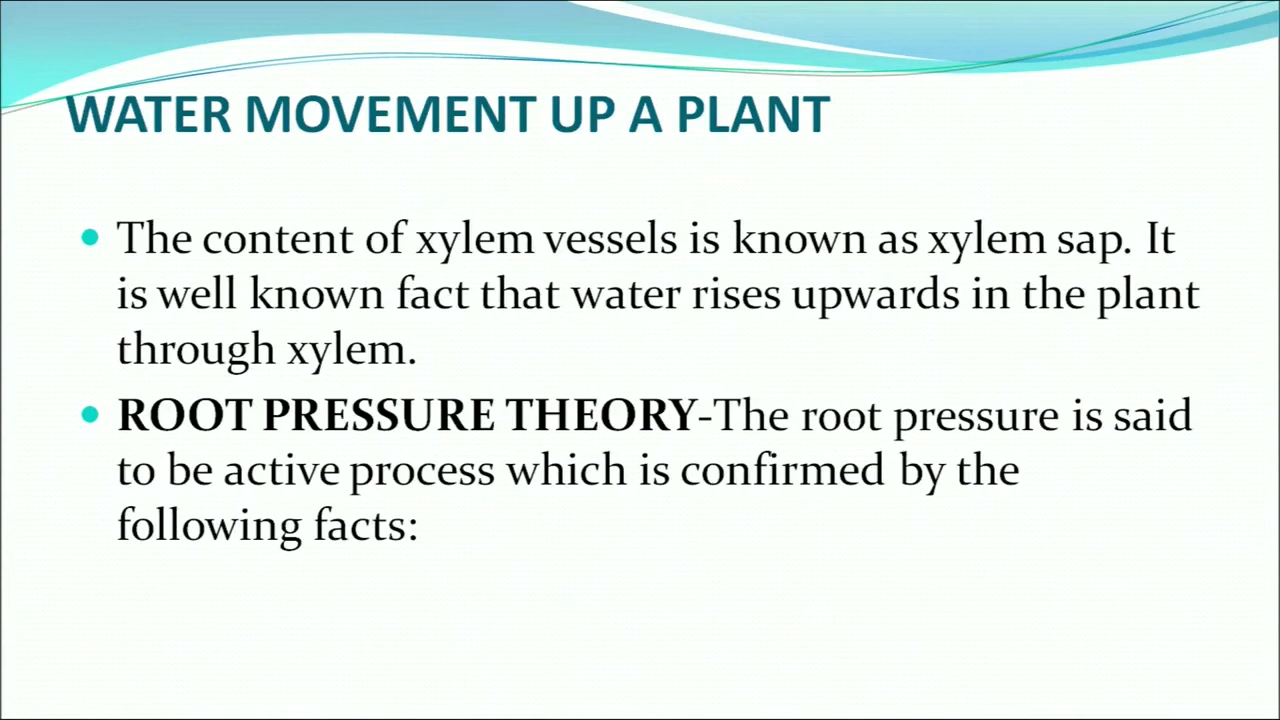 WATER MOVEMENT UP A PLANT
The content of xylem vessels is known as xylem sap. It
is well known fact that water rises upwards in the plant
through xylem.
ROOT PRESSURE THEORY-The root pressure is said
to be active process which is confirmed by the
following facts: